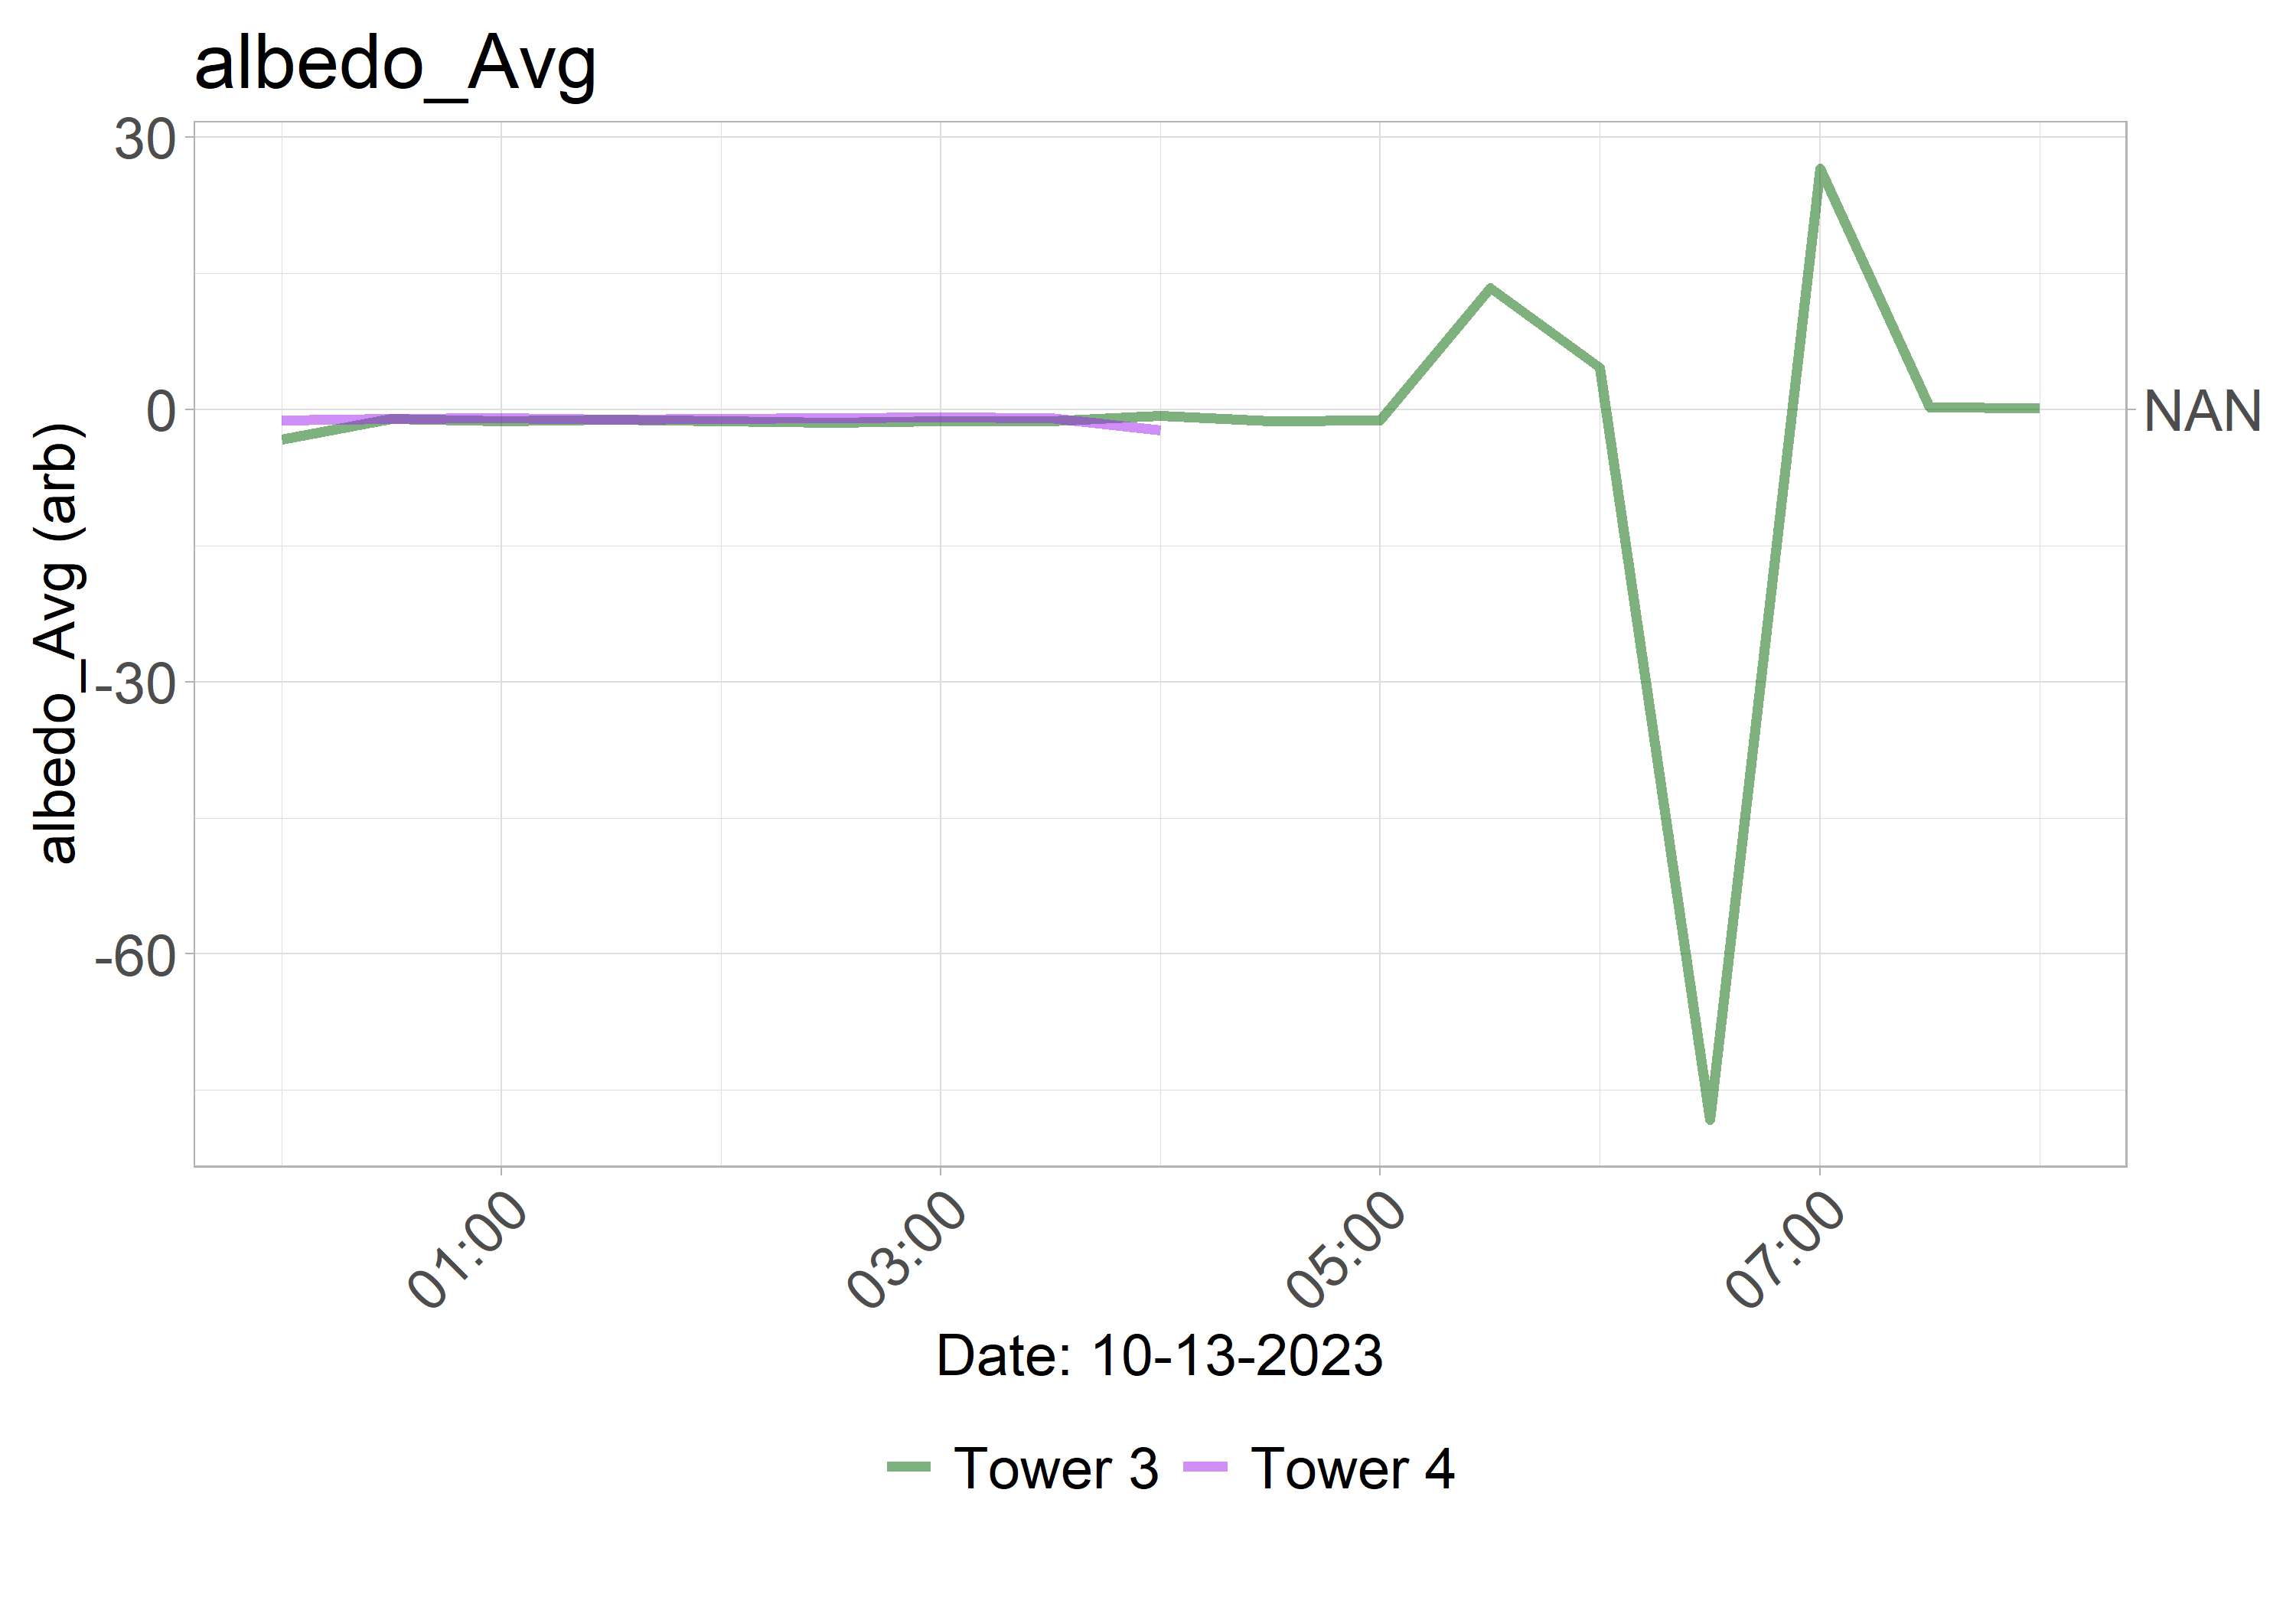 albedo_Avg
albedo_Avg (arb)
30
0
-30
-60
NAN
01:00
03:00
05:00
07:00
Date: 10-13-2023
Tower 3
Tower 4